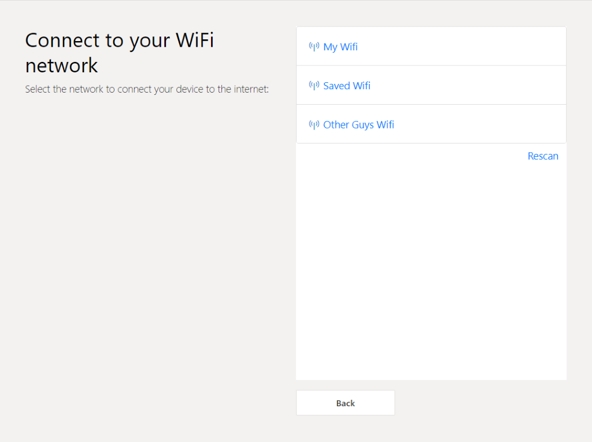 Connect to your WiFi
network
Select the network to connect your device to the internet:
My Wifi
Saved Wifi
Other Guys Wifi
Rescan
Back